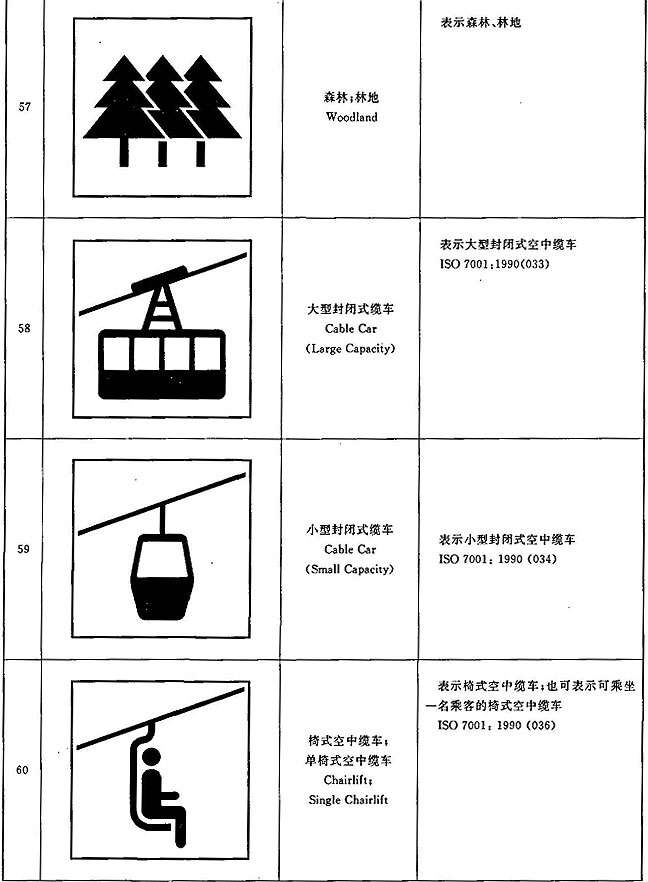 57
森林;林地
Woodland
表示森林、林地
58
大型封闭式缆车
Cable Car
(Large Capacity)
表示大型封闭式空中缆车
ISO 7001:1990(033)
59
小型封闭式缆车
Cable Car
(Small Capacity)
表示小型封闭式空中缆车
ISO 7001: 1990 (034)
60
椅式空中缆车;
单椅式空中缆车
Chairlift;
Single Chairlift
表示椅式空中缆车;也可表示可乘坐
一名乘客的椅式空中缆车
ISO 7001: 1990 (036)